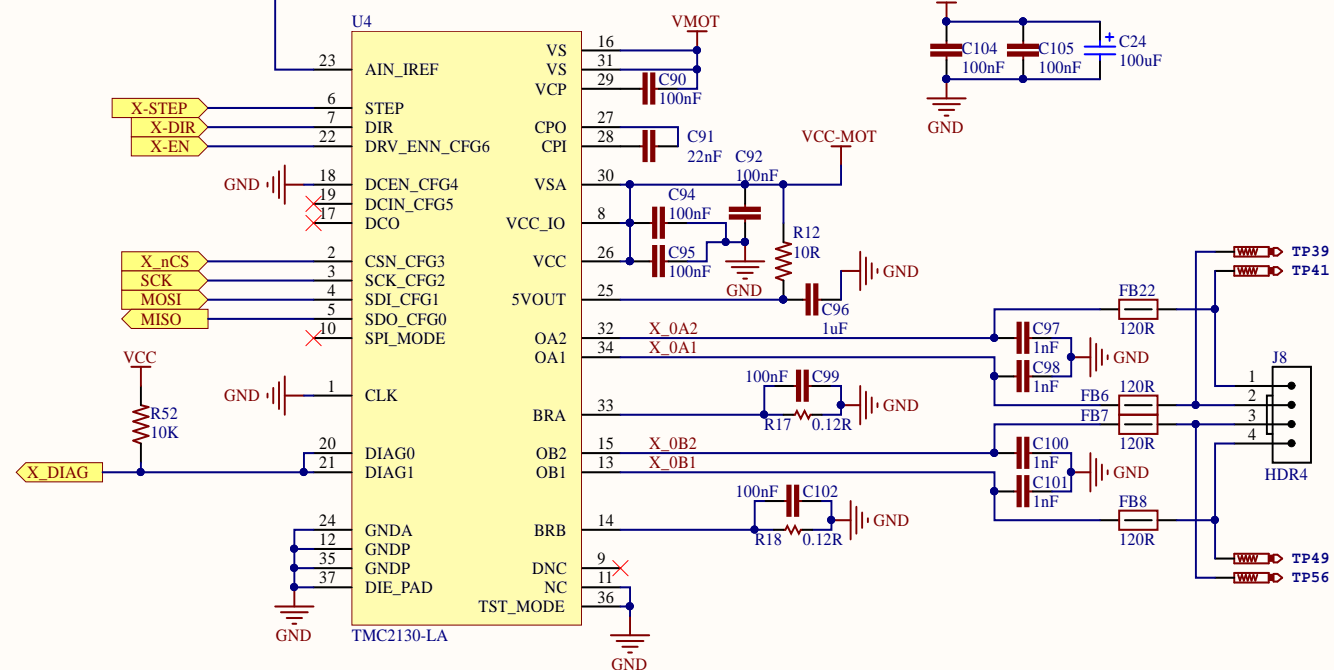 U4
VMOT
C104
100nF
C105
100nF
+
C24
100uF
GND
23
AIN_IREF
VS
16
VS
31
VCP
29
C90
100nF
X-STEP
6
STEP
X-DIR
7
DIR
X-EN
22
DRV_ENN_CFG6
CPO
27
CPI
28
C91
22nF
VCC-MOT
C92
100nF
GND
18
DCEN_CFG4
19
DCIN_CFG5
17
DCO
VSA
30
C94
100nF
VCC_IO
8
C95
100nF
VCC
26
GND
R12
10R
X_nCS
2
CSN_CFG3
SCK
3
SCK_CFG2
MOSI
4
SDI_CFG1
MISO
5
SDO_CFG0
10
SPI_MODE
5VOUT
25
C96
1uF
GND
OA2
32
X_0A2
OA1
34
X_0A1
C97
1nF
C98
1nF
GND
FB22
120R
TP39
TP41
J8
1
2
3
4
HDR4
120R
FB6
FB7
120R
VCC
R52
10K
GND
1
CLK
BRA
33
100nF
C99
R17
0.12R
GND
X_DIAG
20
DIAG0
21
DIAG1
OB2
15
X_0B2
OB1
13
X_0B1
C100
1nF
C101
1nF
GND
FB8
120R
100nF
C102
R18
0.12R
GND
BRB
14
24
GNDA
12
GNDP
35
GNDP
37
DIE_PAD
GND
DNC
9
NC
11
TST_MODE
36
GND
TP49
TP56
TMC2130-LA